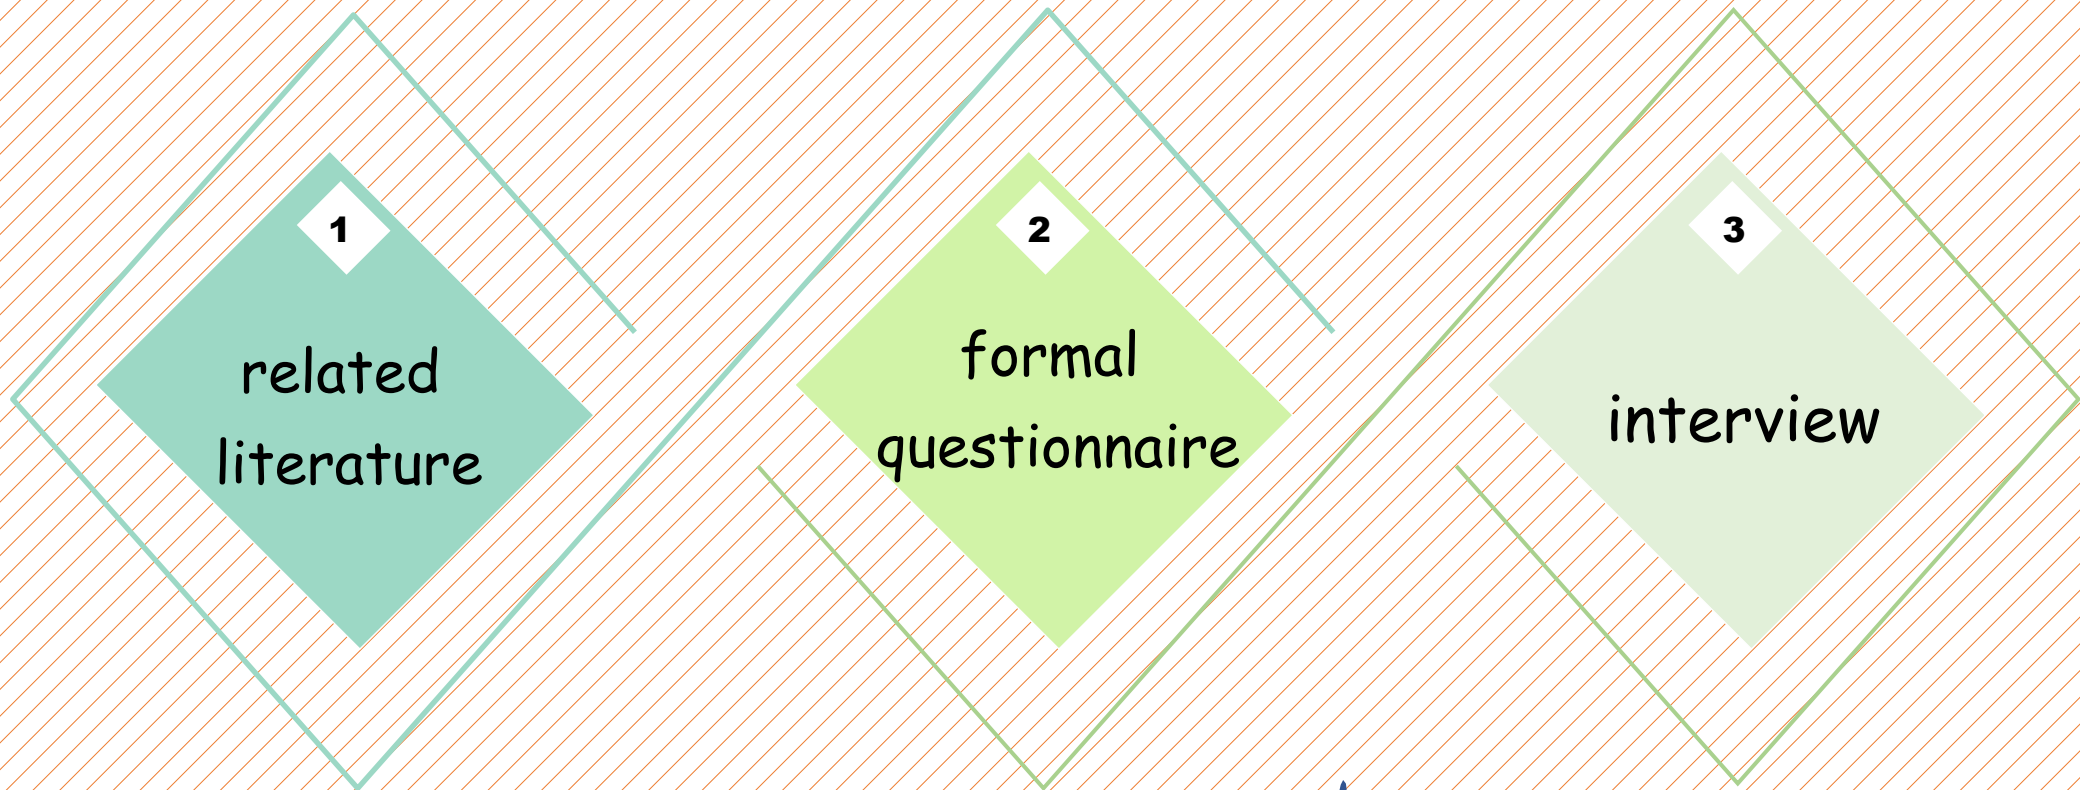 1
related
literature
2
formal
questionnaire
3
interview